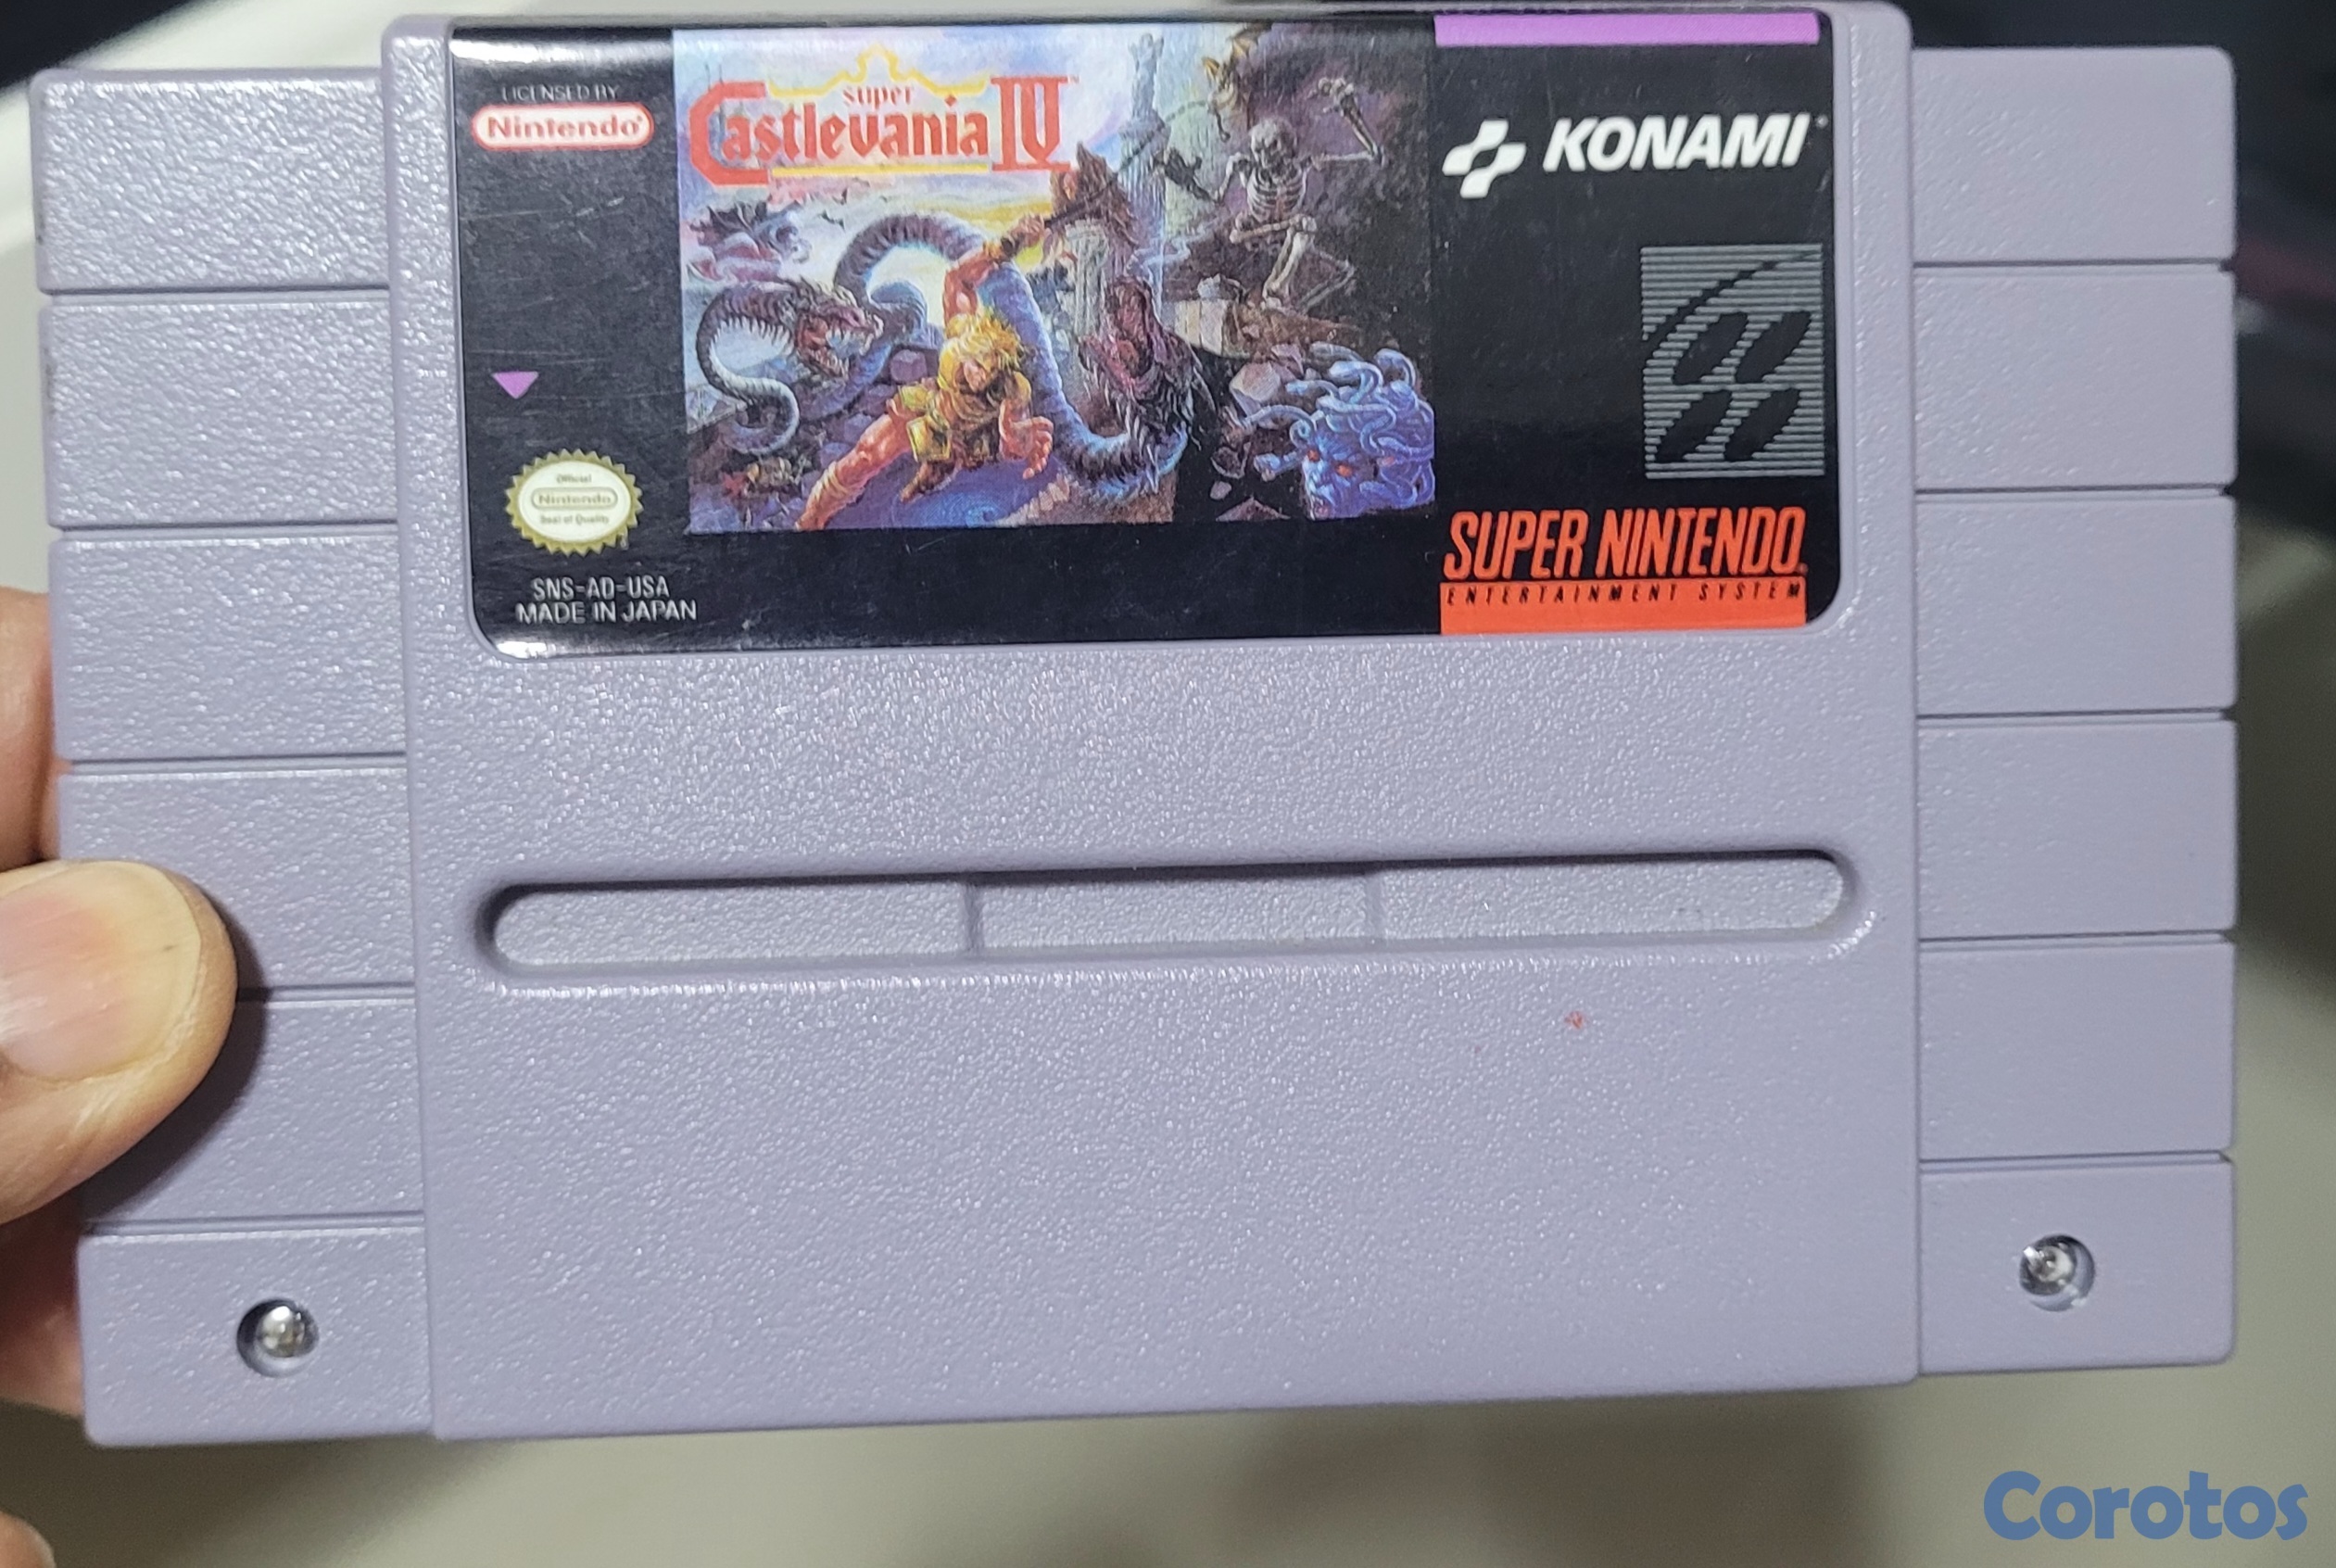 LICENSED BY
Nintendo®
super
Castlevania IV™
KONAMI®
Official
Nintendo
Seal of Quality
SNS-AD-USA
MADE IN JAPAN
SUPER NINTENDO®
ENTERTAINMENT SYSTEM
Corotos